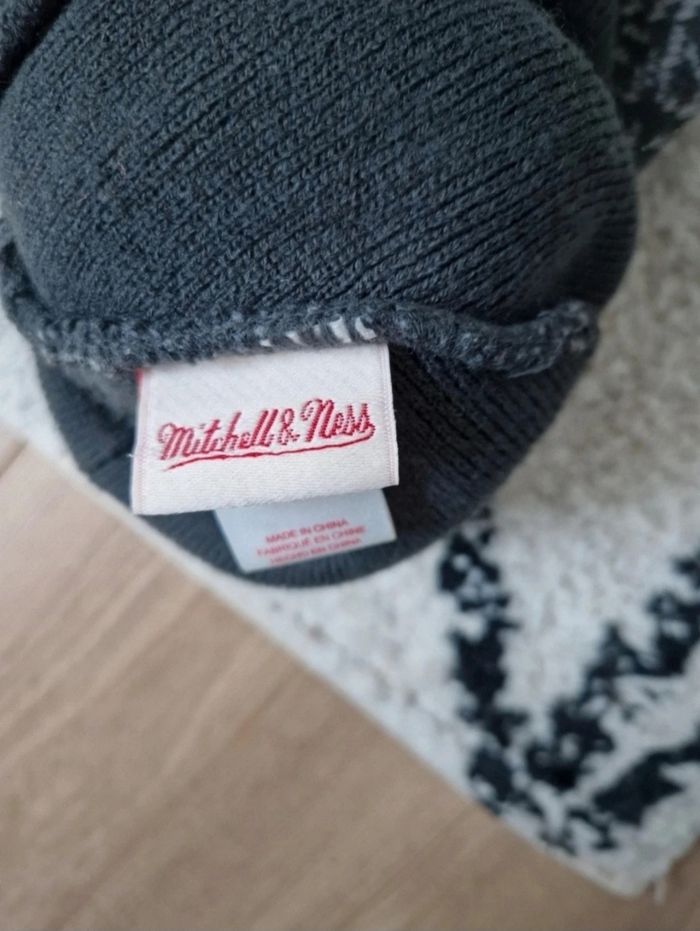 Mitchell & Ness
MADE IN CHINA
FABRIQUÉ EN CHINE
HECHO EN CHINA